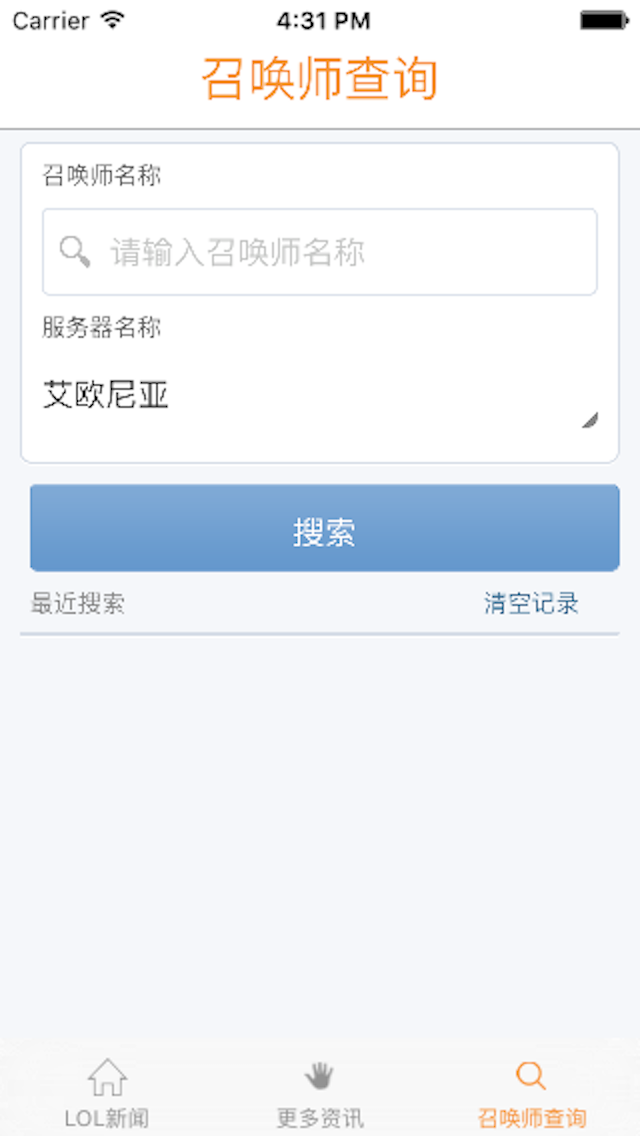 Carrier 4:31 PM
召唤师查询
召唤师名称
请输入召唤师名称
服务器名称
艾欧尼亚
搜索
最近搜索 清空记录
LOL新闻 更多资讯 召唤师查询